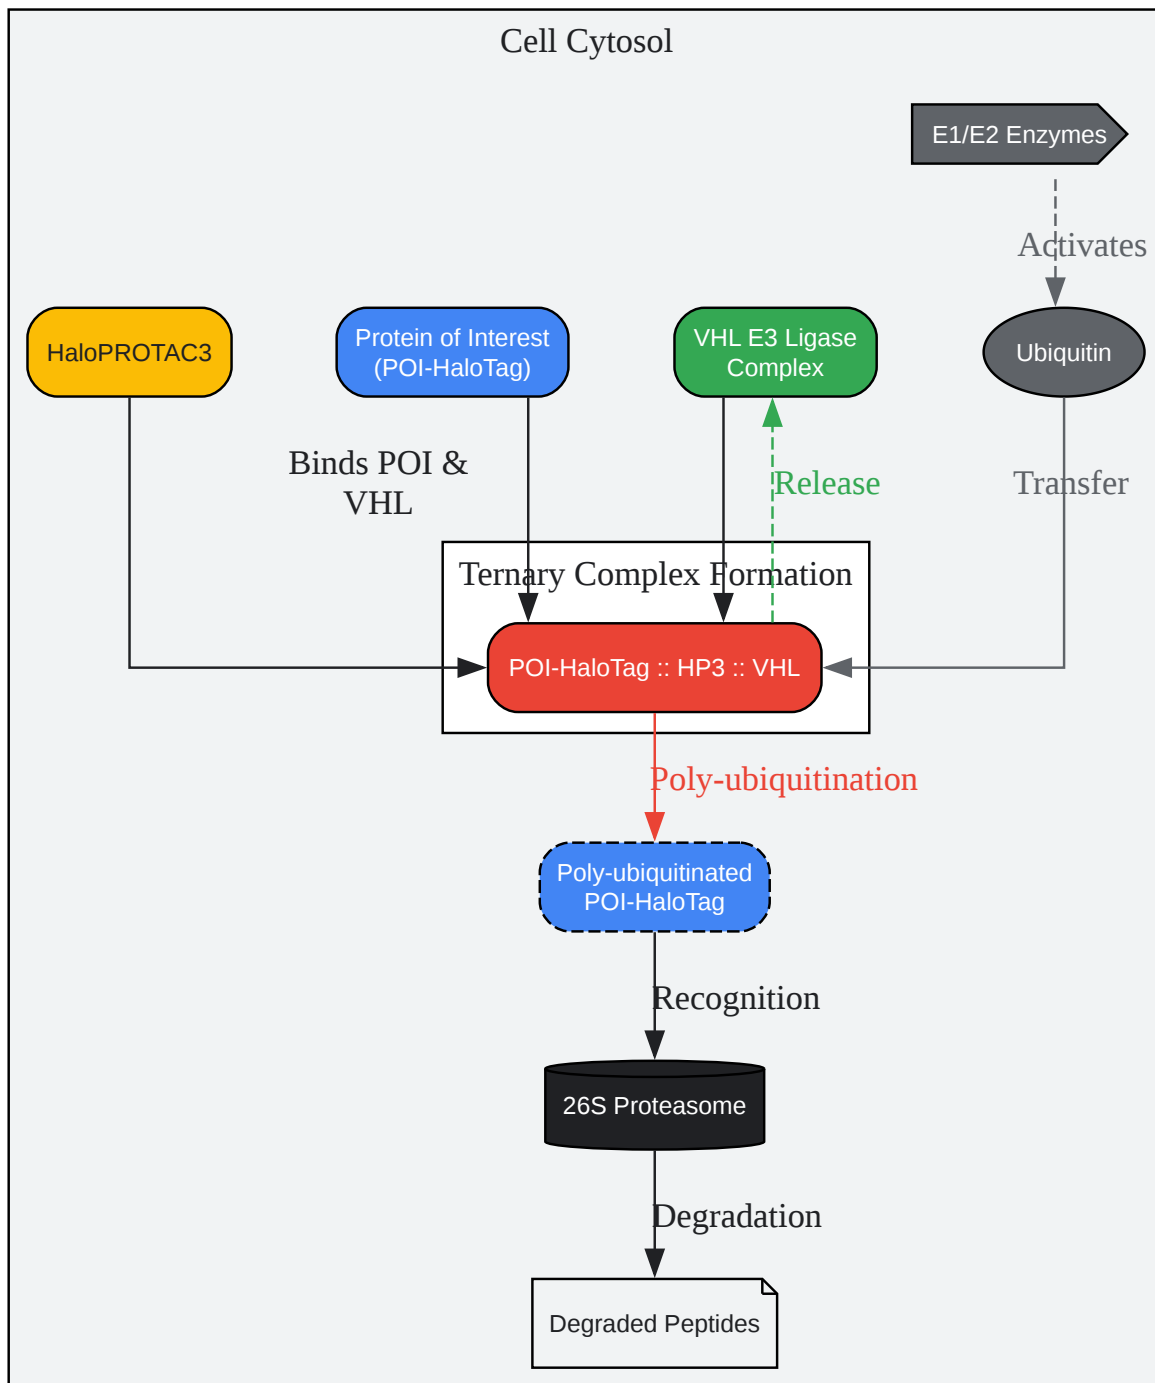 Cell Cytosol
E1/E2 Enzymes
Activates
HaloPROTAC3
Protein of Interest
(POI-HaloTag)
VHL E3 Ligase
Complex
Ubiquitin
Binds POI &
VHL
Release
Transfer
Ternary Complex Formation
POI-HaloTag :: HP3 :: VHL
Poly-ubiquitination
Poly-ubiquitinated
POI-HaloTag
Recognition
26S Proteasome
Degradation
Degraded Peptides